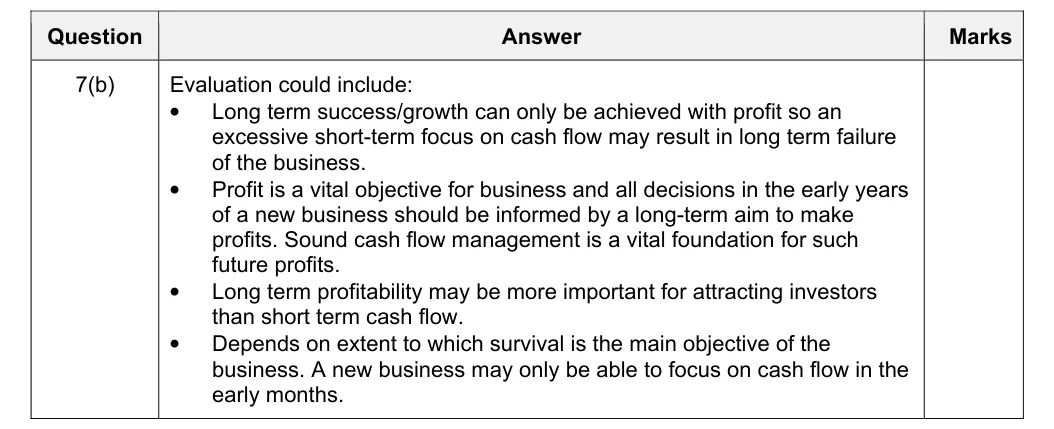 Question Answer Marks
7(b) Evaluation could include:
• Long term success/growth can only be achieved with profit so an
excessive short-term focus on cash flow may result in long term failure
of the business.
• Profit is a vital objective for business and all decisions in the early years
of a new business should be informed by a long-term aim to make
profits. Sound cash flow management is a vital foundation for such
future profits.
• Long term profitability may be more important for attracting investors
than short term cash flow.
• Depends on extent to which survival is the main objective of the
business. A new business may only be able to focus on cash flow in the
early months.